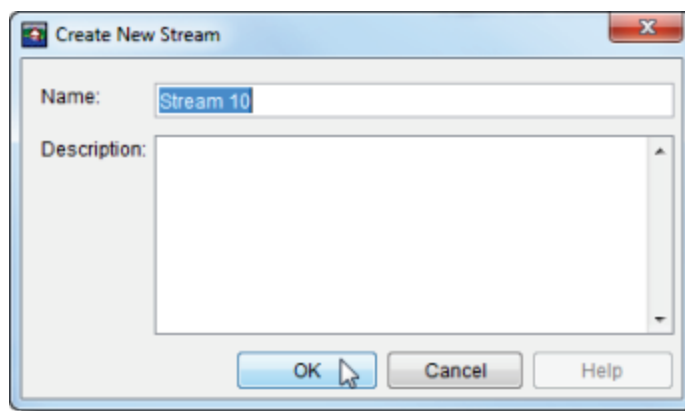 Create New Stream
Name:
Stream 10
Description:
OK
Cancel
Help